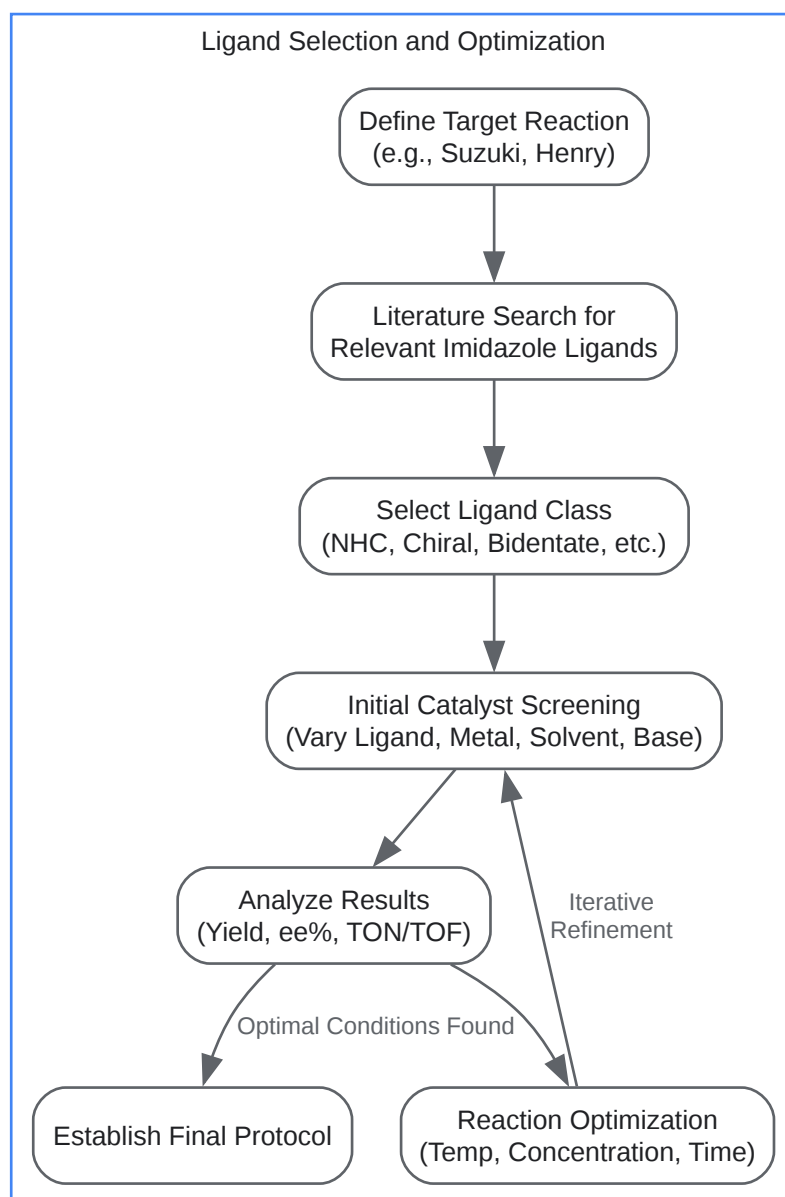 Ligand Selection and Optimization
Define Target Reaction
(e.g., Suzuki, Henry)
Literature Search for
Relevant Imidazole Ligands
Select Ligand Class
(NHC, Chiral, Bidentate, etc.)
Initial Catalyst Screening
(Vary Ligand, Metal, Solvent, Base)
Analyze Results
(Yield, ee%, TON/TOF)
Iterative
Refinement
Optimal Conditions Found
Establish Final Protocol
Reaction Optimization
(Temp, Concentration, Time)